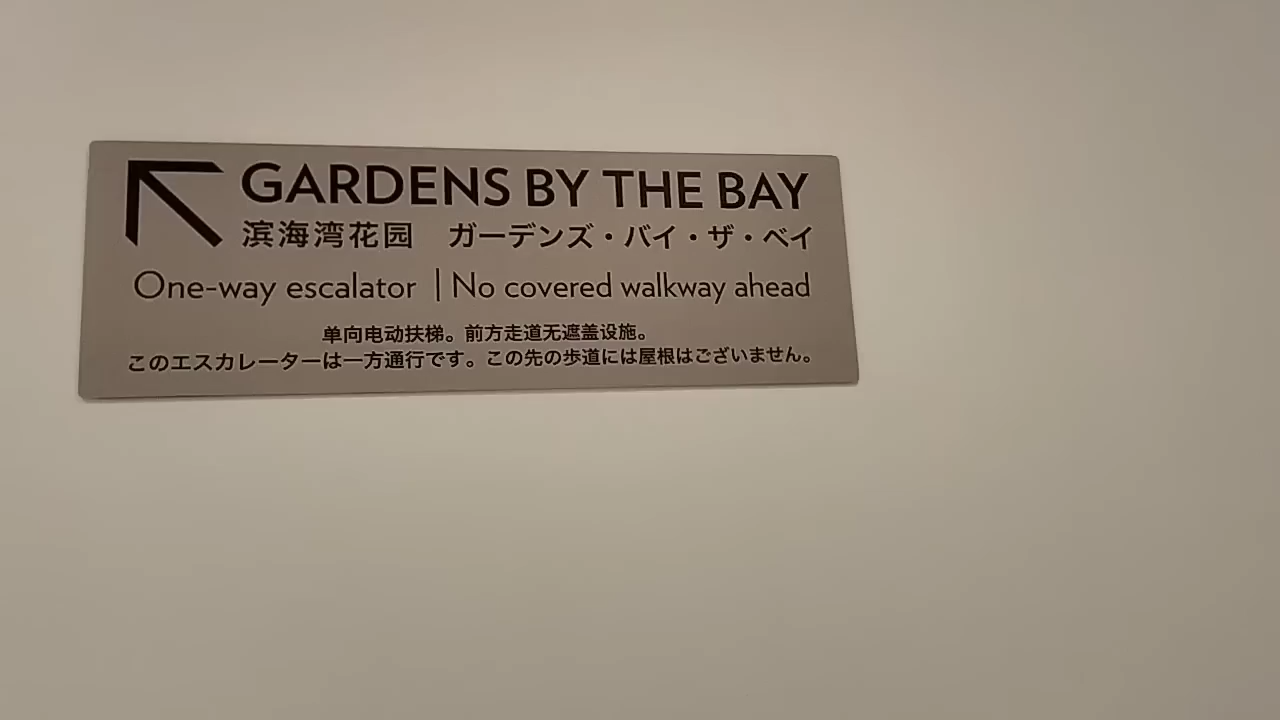 GARDENS BY THE BAY
滨海湾花园 ガーデンズ・バイ・ザ・ベイ
One-way escalator | No covered walkway ahead
单向电动扶梯。前方走道无遮盖设施。
このエスカレーターは一方通行です。この先の歩道には屋根はございません。